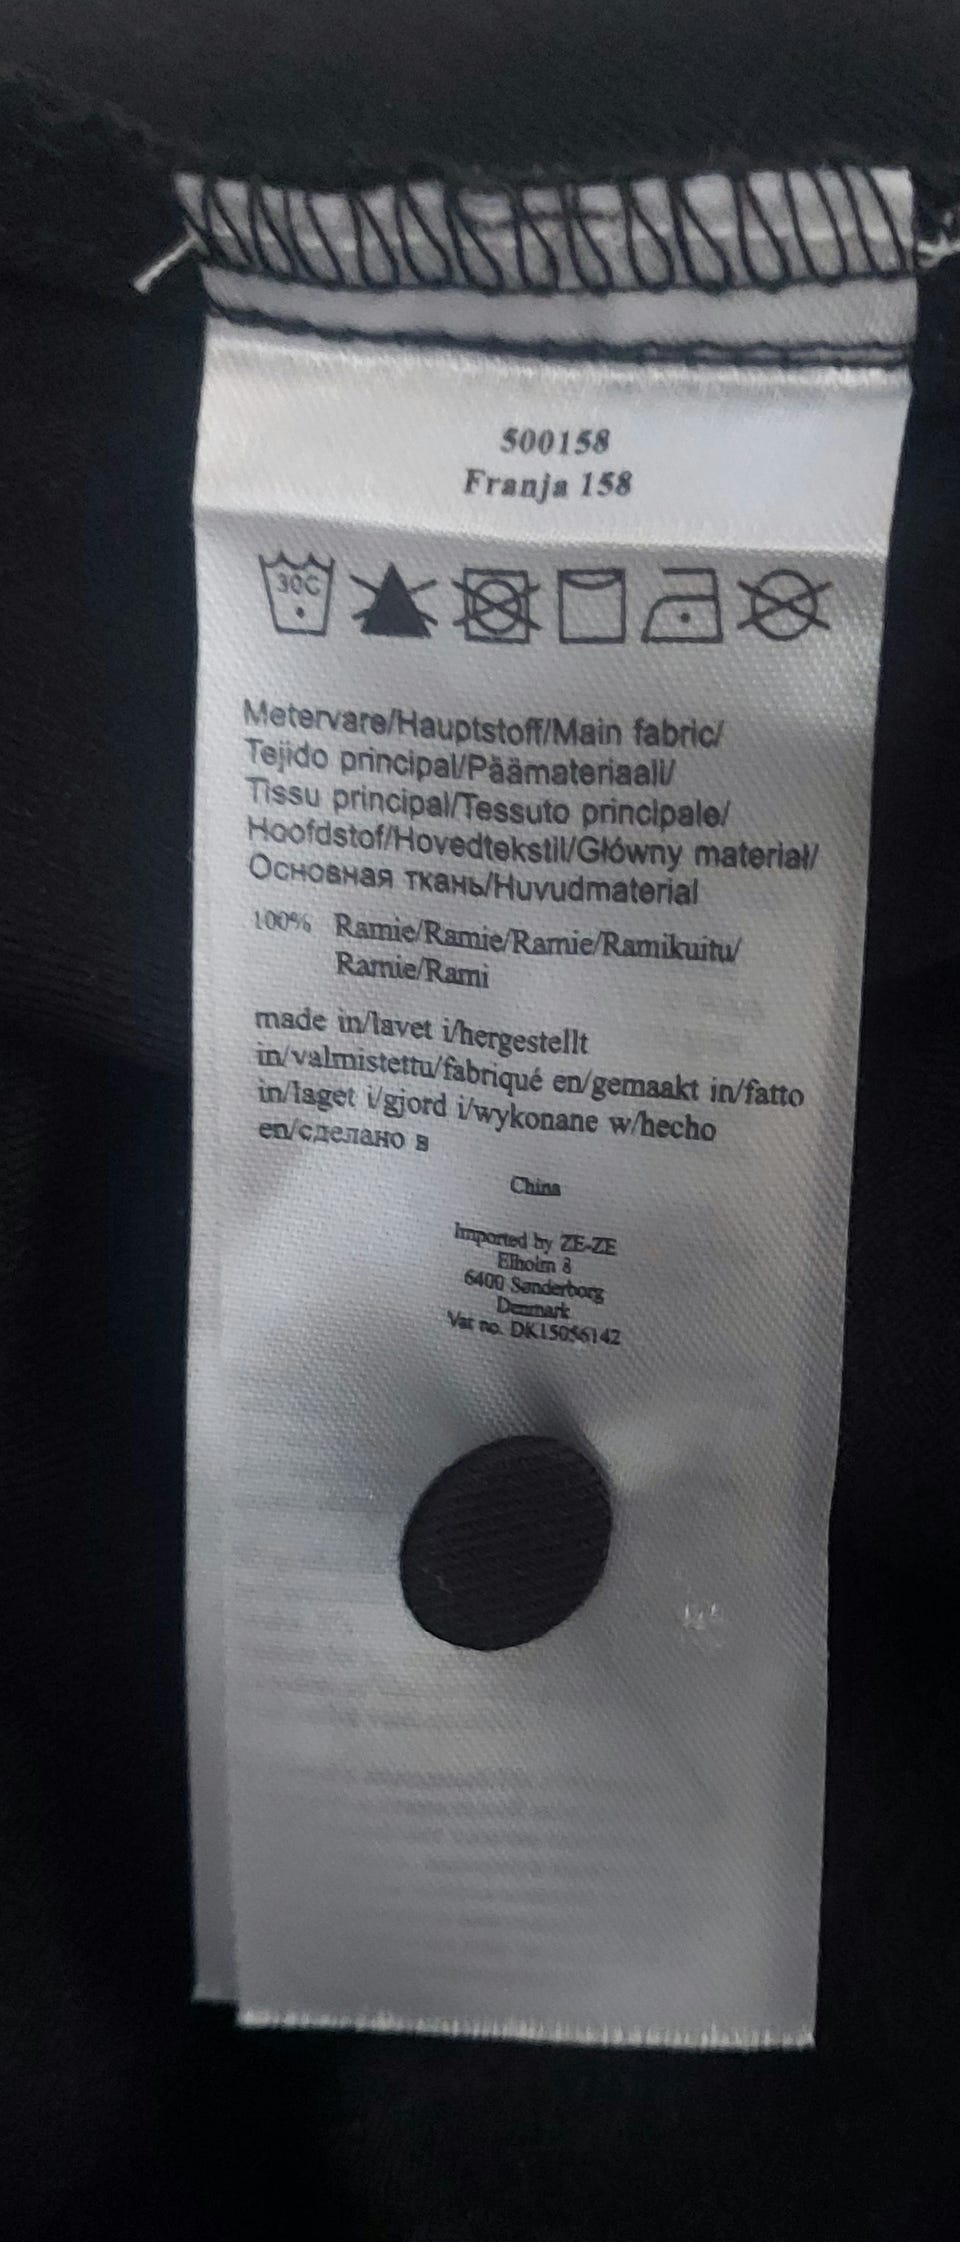 500158
Franja 158
30C
Metervare/Hauptstoff/Main fabric/
Tejido principal/Päämateriaali/
Tissu principal/Tessuto principale/
Hoofdstof/Hovedtekstil/Główny materiał/
Основная ткань/Huvudmaterial
100% Ramie/Ramie/Ramie/Ramikuitu/
Ramie/Rami
made in/lavet i/hergestellt
in/valmistettu/fabriqué en/gemaakt in/fatto
in/laget i/gjord i/wykonane w/hecho
en/сделано в
China
Imported by ZE-ZE
Elholm 8
6400 Sønderborg
Denmark
Vat no. DK15056142